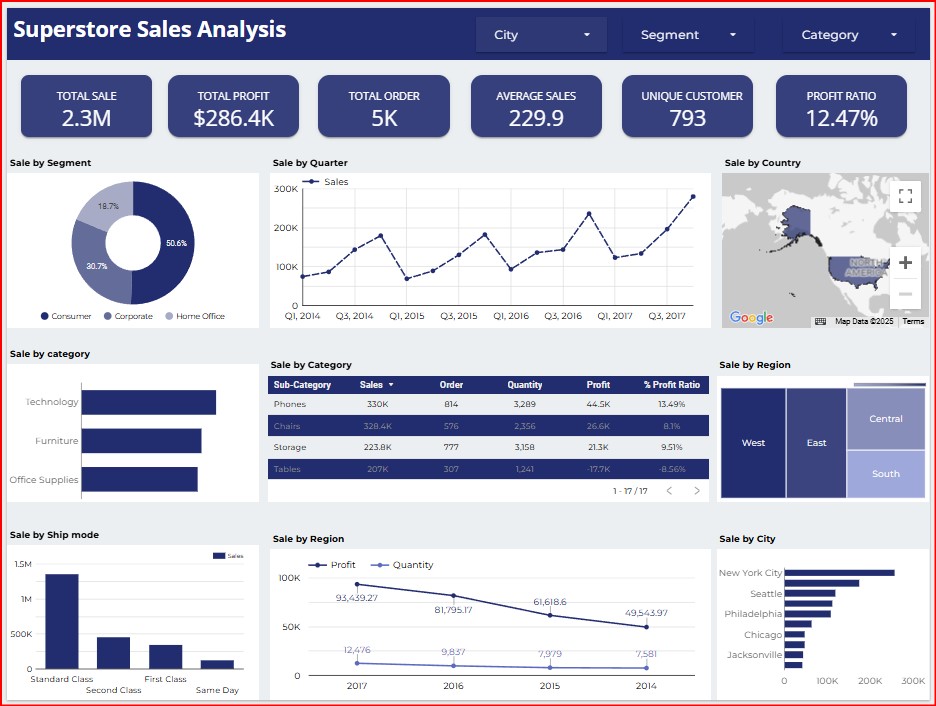 Superstore Sales Analysis
City
Segment
Category
TOTAL SALE
2.3M
TOTAL PROFIT
$286.4K
TOTAL ORDER
5K
AVERAGE SALES
229.9
UNIQUE CUSTOMER
793
PROFIT RATIO
12.47%
Sale by Segment
18.7%
50.6%
30.7%
Consumer Corporate Home Office
Sale by Quarter
Sales
300K
200K
100K
0
Q1, 2014 Q3, 2014 Q1, 2015 Q3, 2015 Q1, 2016 Q3, 2016 Q1, 2017 Q3, 2017
Sale by Country
NORTH
AMERICA
Google
Map Data ©2025 Terms
Sale by category
Technology
Furniture
Office Supplies
Sale by Category
Sub-Category Sales Order Quantity Profit % Profit Ratio
Phones 330K 814 3,289 44.5K 13.49%
Chairs 328.4K 576 2,356 26.6K 8.1%
Storage 223.8K 777 3,158 21.3K 9.51%
Tables 207K 307 1,241 -17.7K -8.56%
1 - 17 / 17
Sale by Region
West
East
Central
South
Sale by Ship mode
Sales
1.5M
1M
500K
0
Standard Class
Second Class
First Class
Same Day
Sale by Region
Profit Quantity
100K
50K
0
93,439.27
81,795.17
61,618.6
49,543.97
12,476
9,837
7,979
7,581
2017 2016 2015 2014
Sale by City
New York City
Seattle
Philadelphia
Chicago
Jacksonville
0 100K 200K 300K